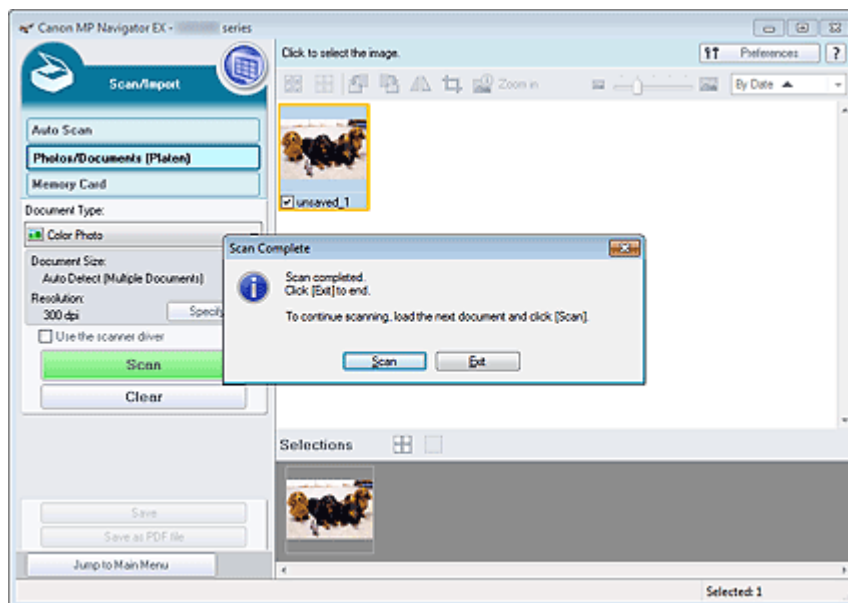 Canon MP Navigator EX - series
Scan/Import
Click to select the image.
Preferences
?
Zoom in
By Date
Auto Scan
Photos/Documents (Platen)
Memory Card
Document Type:
Color Photo
Document Size:
Auto Detect (Multiple Documents)
Resolution:
300 dpi
Specify
Use the scanner diver
Scan
Clear
unsaved_1
Scan Complete
Scan completed.
Click [Exit] to end.
To continue scanning, load the next document and click [Scan].
Scan
Exit
Selections
Save
Save as PDF file
Jump to Main Menu
Selected: 1